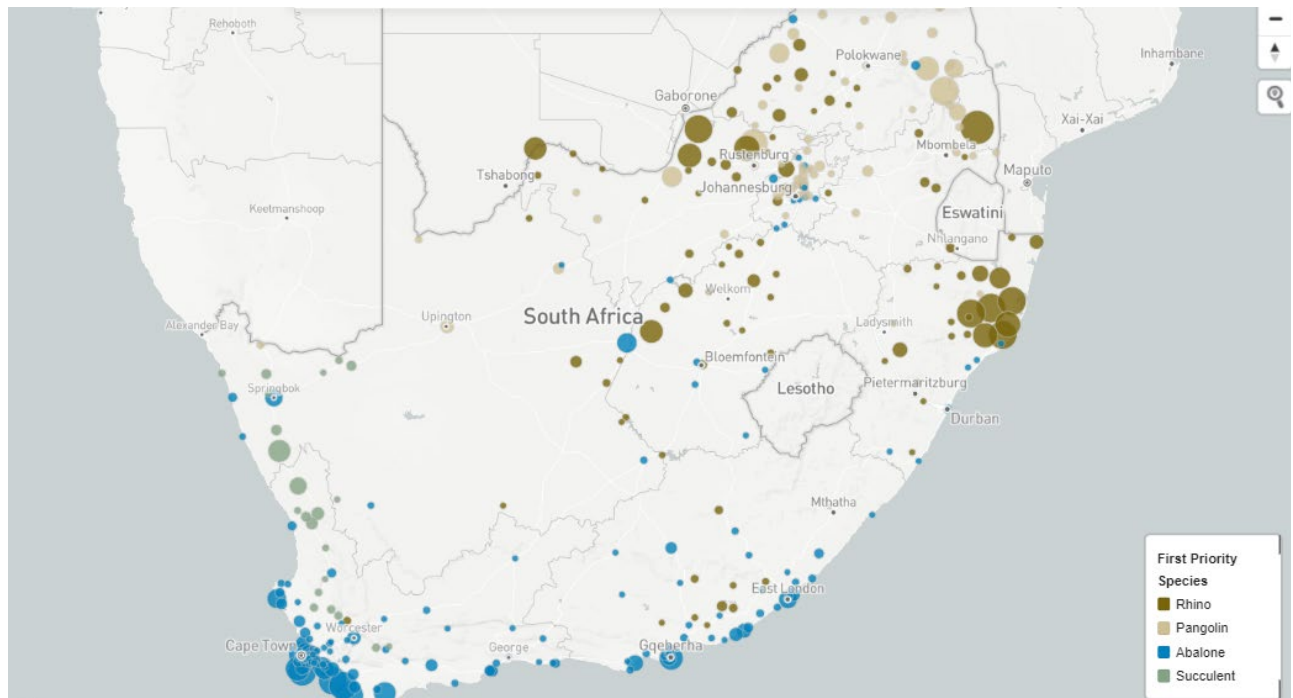 Rehoboth
Polokwane
Inhambane
Gaborone
Xai-Xai
Rustenburg
Mbombela
Tshabong
Maputo
Johannesburg
Keetmanshoop
Eswatini
Nhlangano
South Africa
Welkom
Upington
Alexander Bay
Ladysmith
Bloemfontein
Lesotho
Pietermaritzburg
Springbok
Durban
Mthatha
East London
Worcester
Cape Town
George
Gqeberha
First Priority
Species
Rhino
Pangolin
Abalone
Succulent